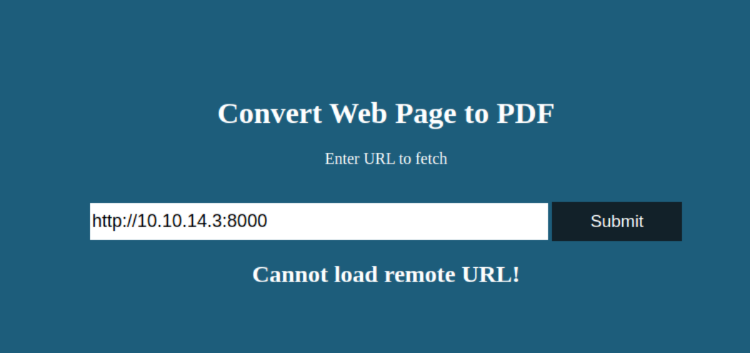 Convert Web Page to PDF
Enter URL to fetch
http://10.10.14.3:8000 Submit
Cannot load remote URL!